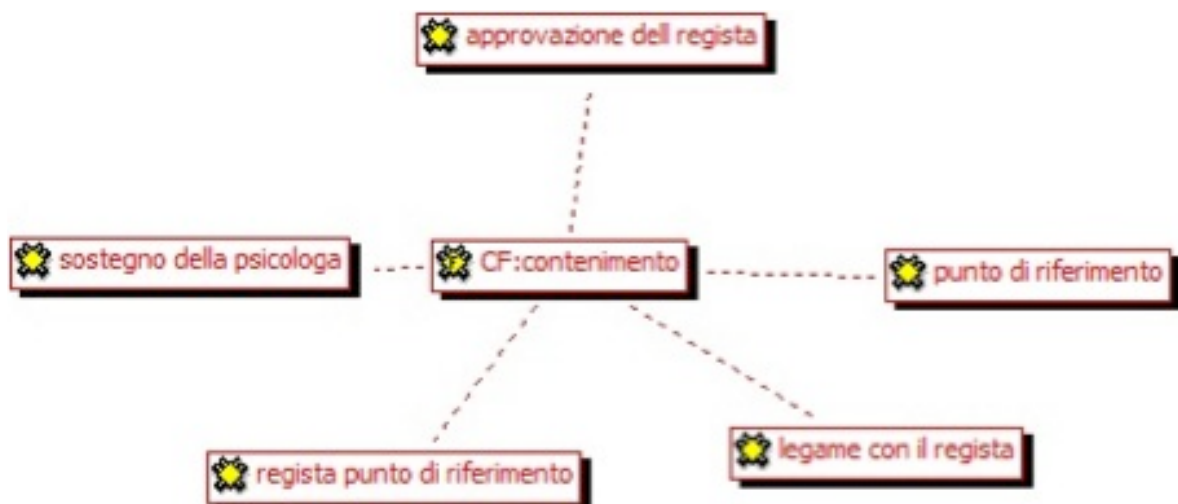 approvazione dell regista
sostegno della psicologa
CF:contenimento
punto di riferimento
legame con il regista
regista punto di riferimento